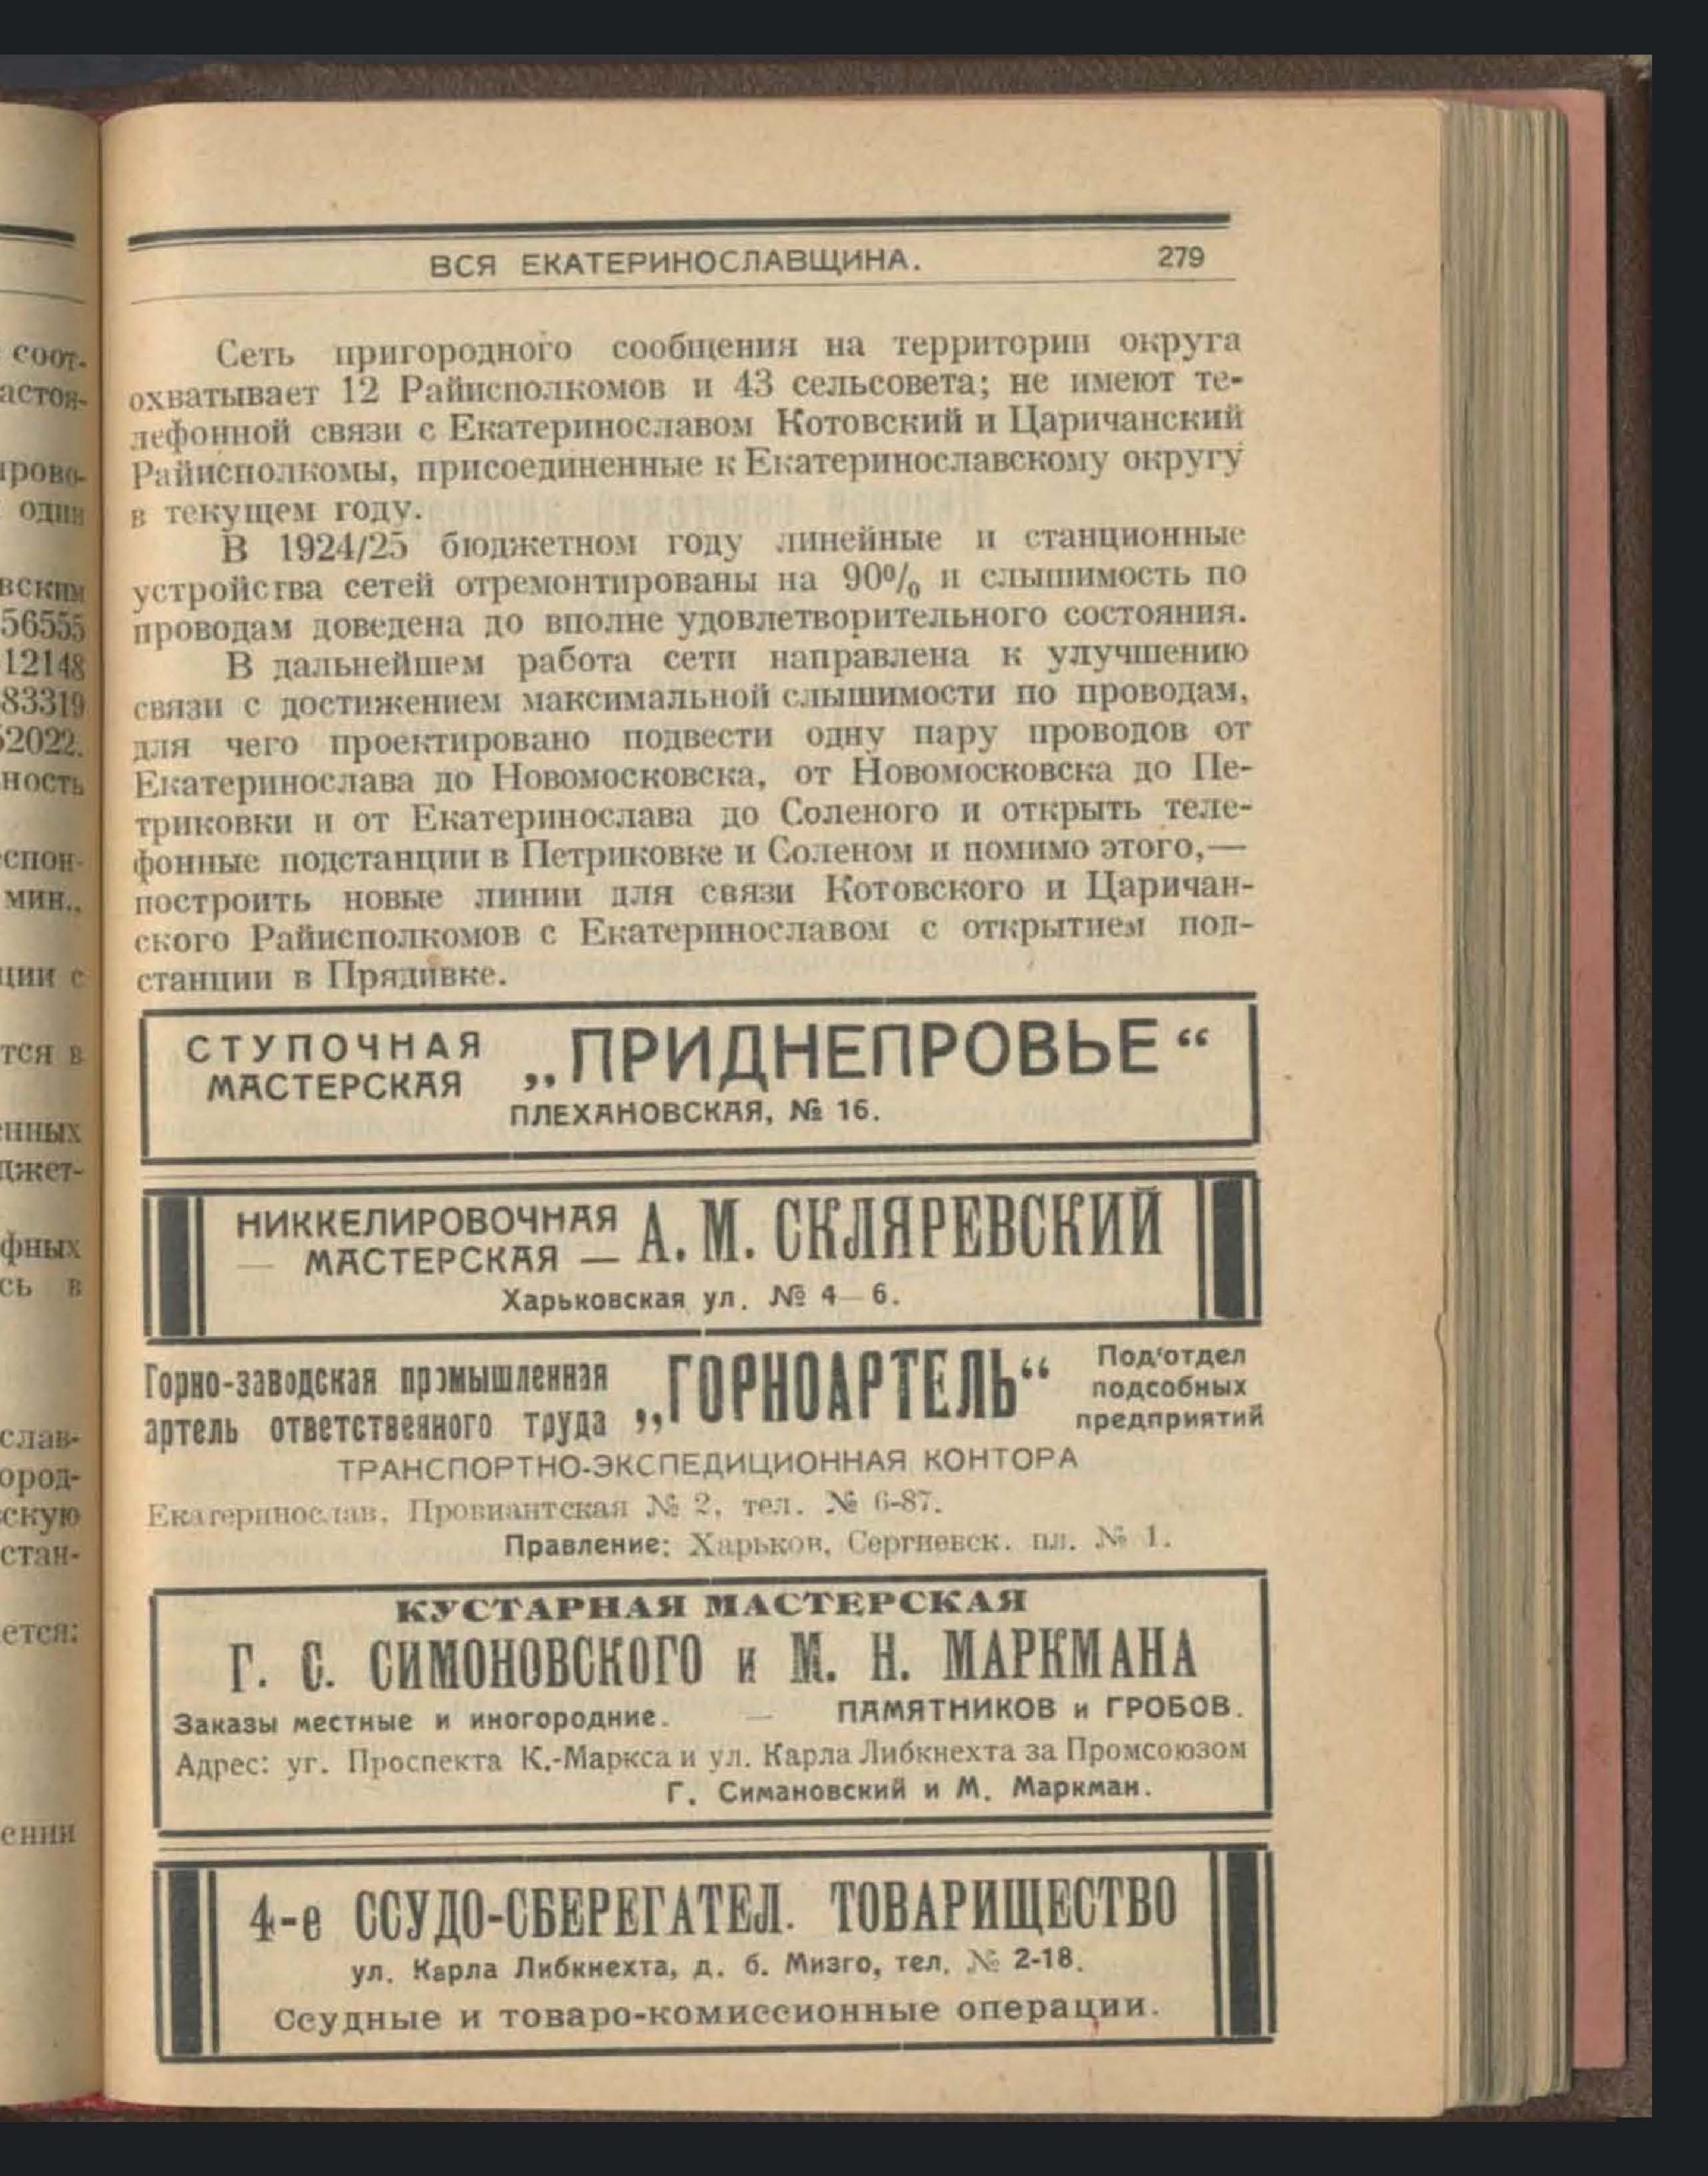 ВСЯ ЕКАТЕРИНОСЛАВЩИНА. 279
Сеть пригородного сообщения на территории округа
охватывает 12 Райисполкомов и 43 сельсовета; не имеют те-
лефонной связи с Екатеринославом Котовский и Царичанский
Райисполкомы, присоединенные к Екатеринославскому округу
в текущем году.
В 1924/25 бюджетном году линейные и станционные
устройства сетей отремонтированы на 90% и слышимость по
проводам доведена до вполне удовлетворительного состояния.
В дальнейшем работа сети направлена к улучшению
связи с достижением максимальной слышимости по проводам,
для чего проектировано подвести одну пару проводов от
Екатеринослава до Новомосковска, от Новомосковска до Пе-
триковки и от Екатеринослава до Соленого и открыть теле-
фонные подстанции в Петриковке и Соленом и помимо этого,—
построить новые линии для связи Котовского и Царичан-
ского Райисполкомов с Екатеринославом с открытием под-
станции в Прядивке.
СТУПОЧНАЯ
МАСТЕРСКАЯ
„ПРИДНЕПРОВЬЕ“
ПЛЕХАНОВСКАЯ, № 16.
НИККЕЛИРОВОЧНАЯ
— МАСТЕРСКАЯ —
А. М. СКЛЯРЕВСКИЙ
Харьковская ул. № 4—6.
Горно-заводская промышленная
артель ответственного труда
„ГОРНОАРТЕЛЬ“
Под'отдел
подсобных
предприятий
ТРАНСПОРТНО-ЭКСПЕДИЦИОННАЯ КОНТОРА
Екатеринослав, Провиантская № 2, тел. № 6-87.
Правление: Харьков, Сергиевск. пл. № 1.
КУСТАРНАЯ МАСТЕРСКАЯ
Г. С. СИМОНОВСКОГО и М. Н. МАРКМАНА
Заказы местные и иногородние. — ПАМЯТНИКОВ и ГРОБОВ.
Адрес: уг. Проспекта К.-Маркса и ул. Карла Либкнехта за Промсоюзом
Г. Симановский и М. Маркман.
4-е ССУДО-СБЕРЕГАТЕЛ. ТОВАРИЩЕСТВО
ул. Карла Либкнехта, д. б. Мизго, тел. № 2-18.
Ссудные и товаро-комиссионные операции.